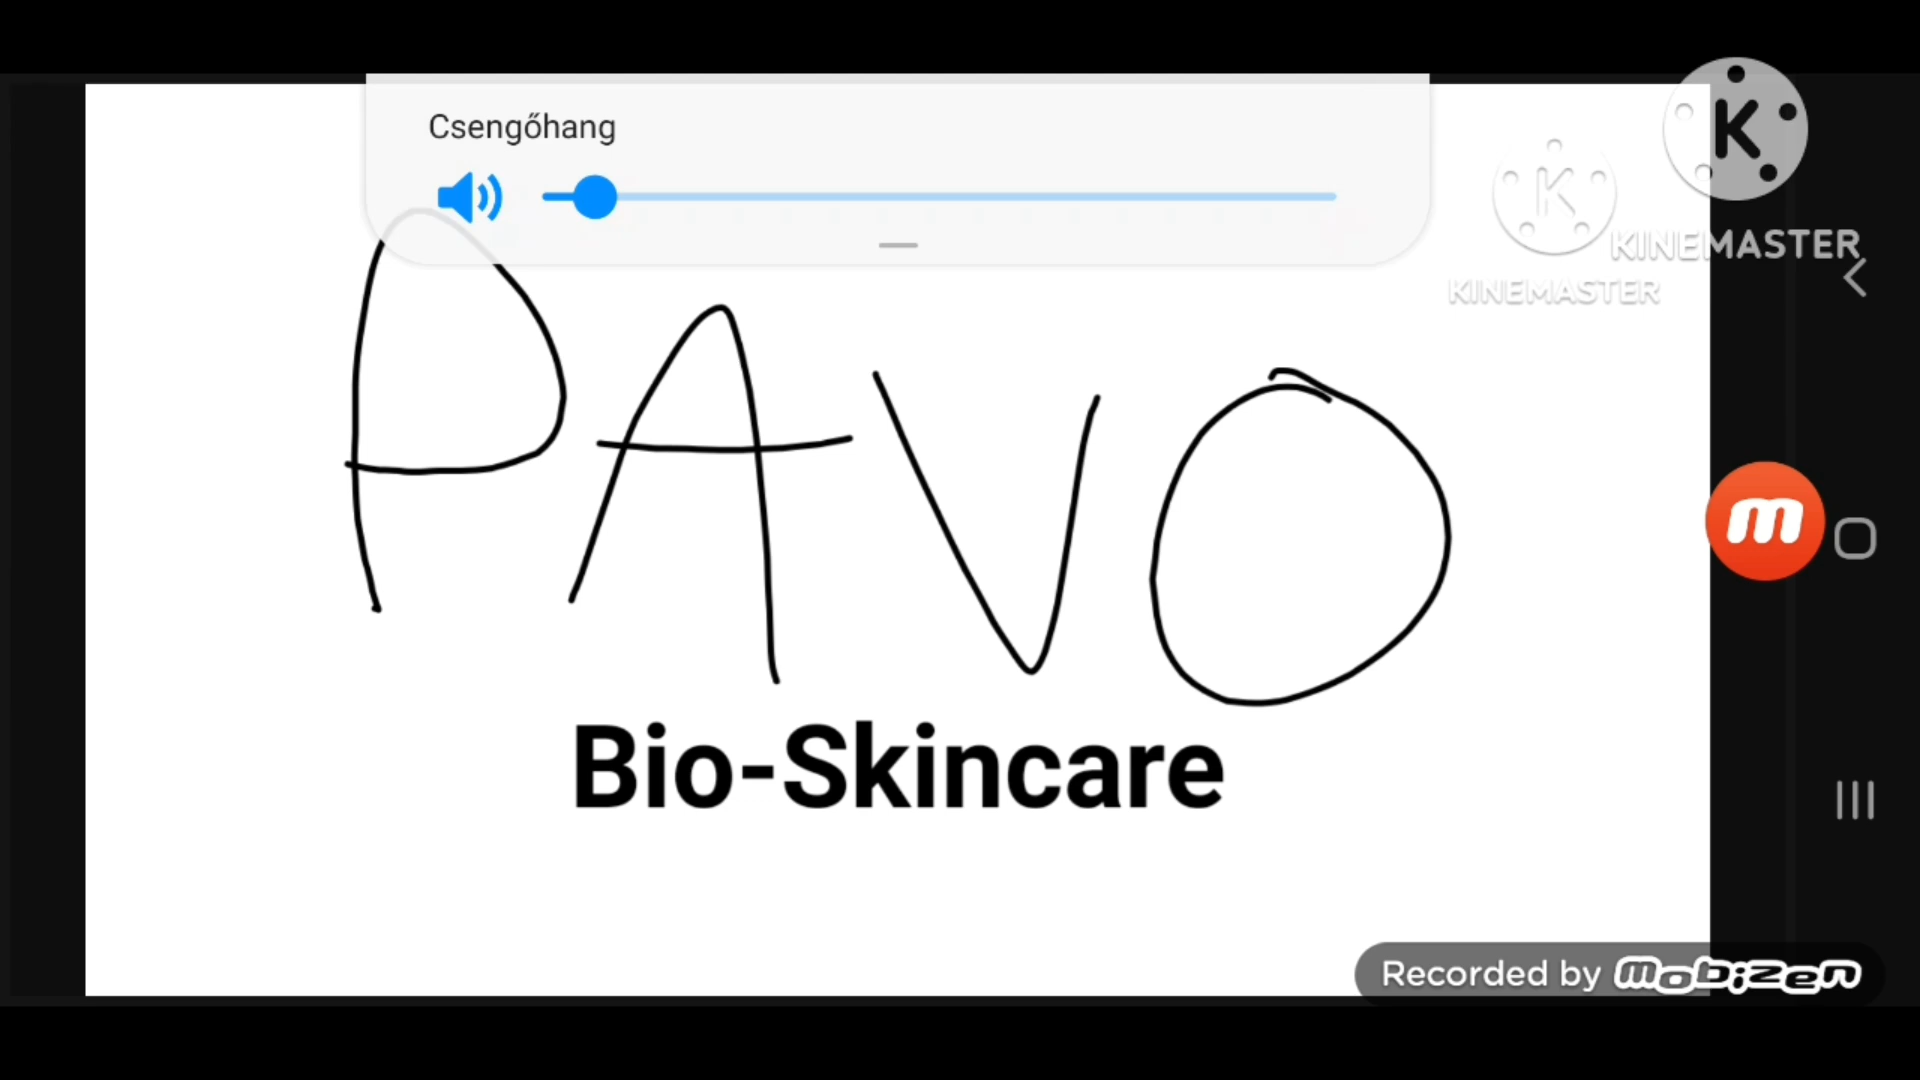 Csengőhang
K
K
KINEMASTER
KINEMASTER
PAVO
m
Bio-Skincare
Recorded by mobizen